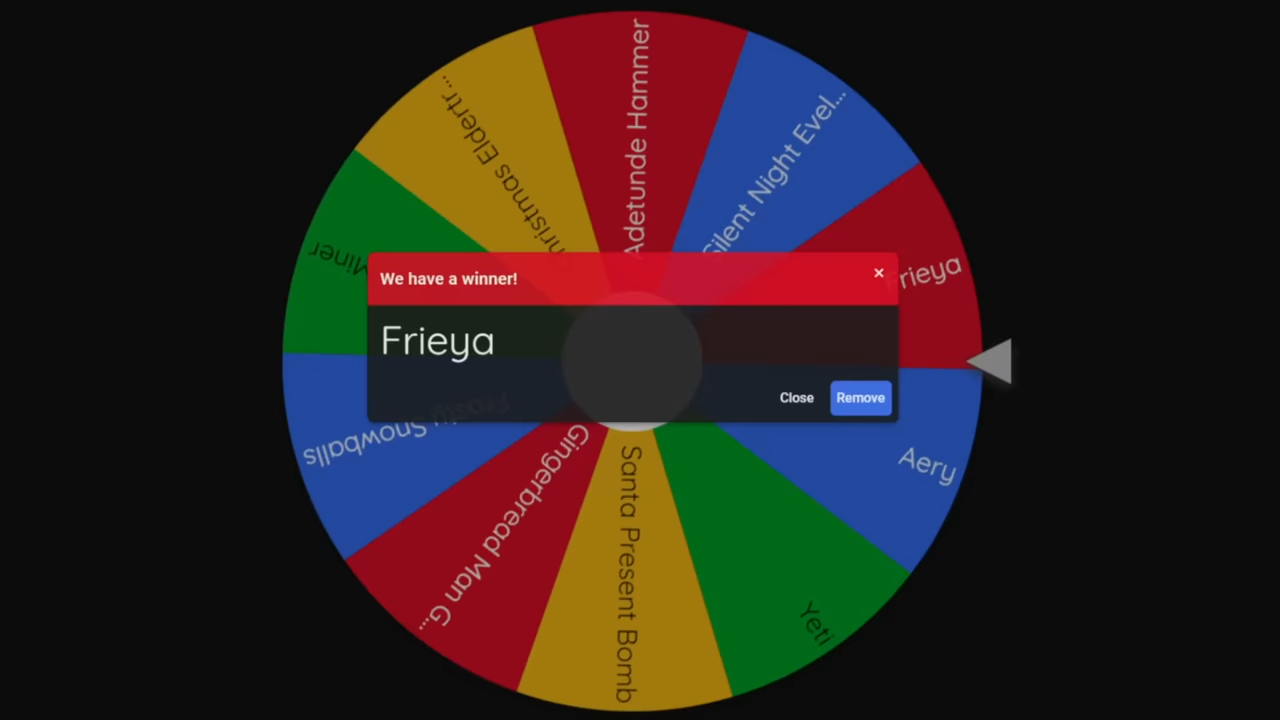 Adetunde Hammer
Silent Night Evel...
Frieya
Aery
Yeti
Santa Present Bomb
Gingerbread Man G...
Frosty Snowballs
Miner
Christmas Eldertr...
We have a winner!
×
Frieya
Close
Remove